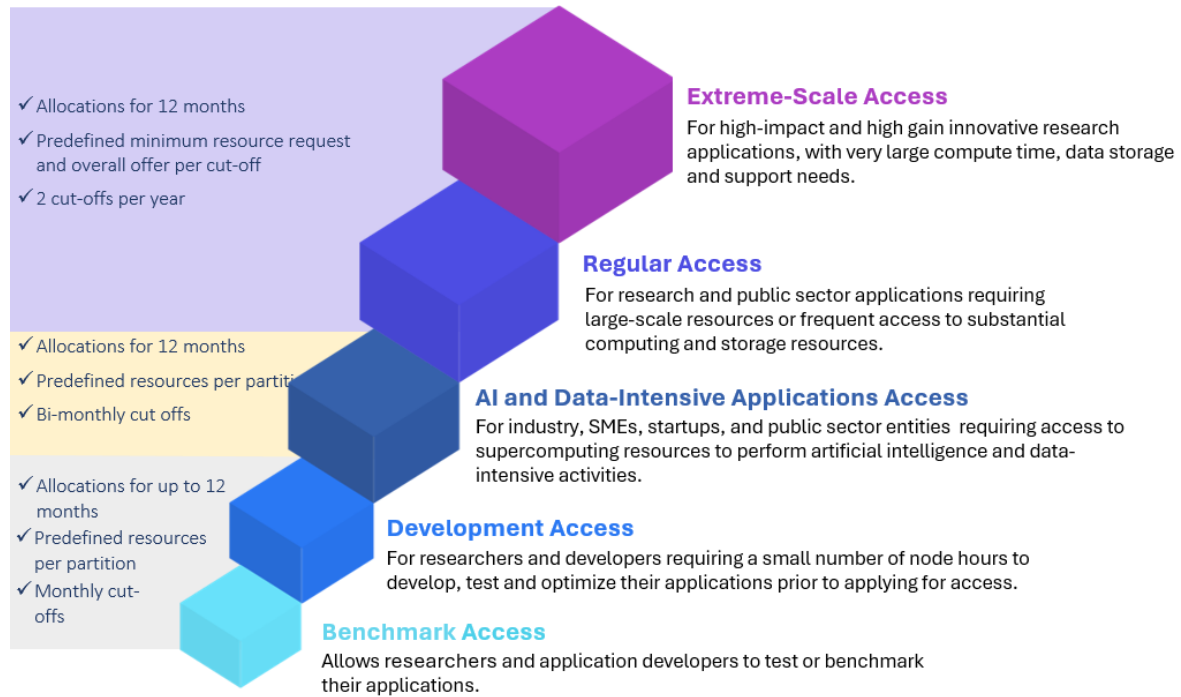 ✓ Allocations for 12 months
✓ Predefined minimum resource request
and overall offer per cut-off
✓ 2 cut-offs per year
Extreme-Scale Access
For high-impact and high gain innovative research
applications, with very large compute time, data storage
and support needs.
Regular Access
For research and public sector applications requiring
large-scale resources or frequent access to substantial
computing and storage resources.
✓ Allocations for 12 months
✓ Predefined resources per
✓ Bi-monthly cut offs
AI and Data-Intensive Applications Access
For industry, SMEs, startups, and public sector entities requiring access to
supercomputing resources to perform artificial intelligence and data-
intensive activities.
✓ Allocations for up to 12
months
✓ Predefined resources
per partition
✓ Monthly cut-
offs
Development Access
For researchers and developers requiring a small number of node hours to
develop, test and optimize their applications prior to applying for access.
Benchmark Access
Allows researchers and application developers to test or benchmark
their applications.